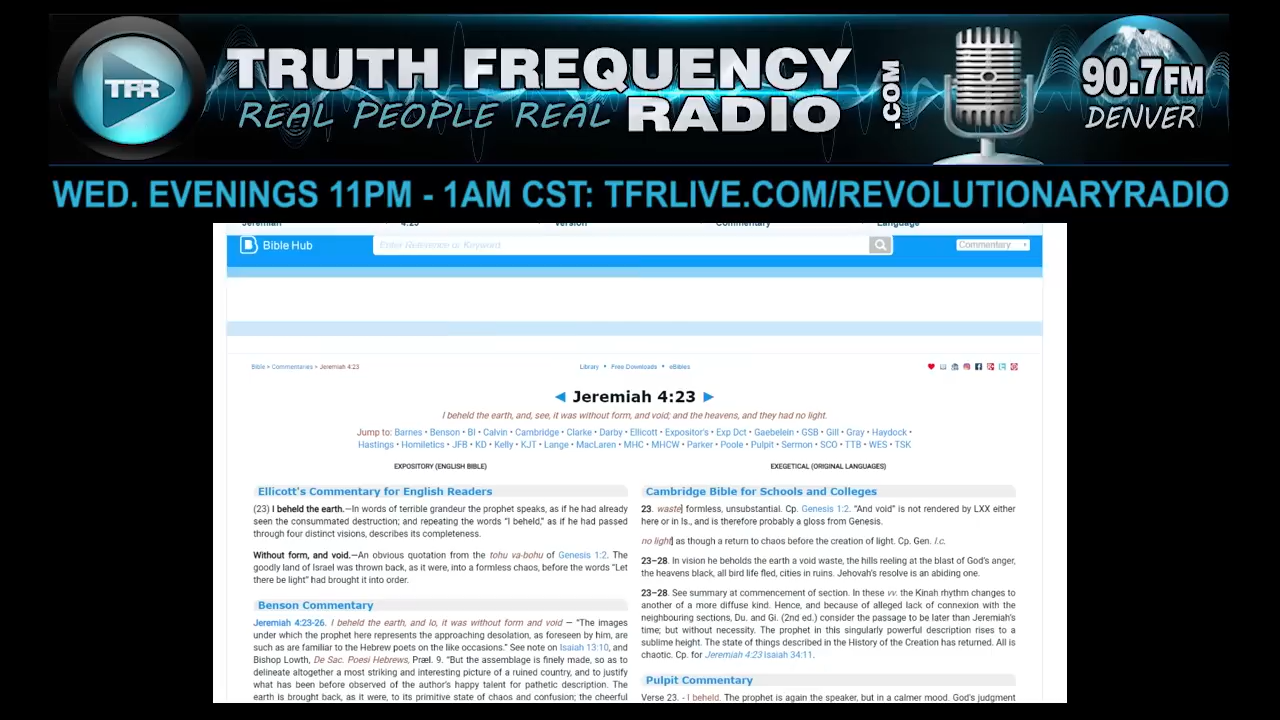 TFR
TRUTH FREQUENCY
REAL PEOPLE REAL RADIO
.COM
90.7FM
DENVER
WED. EVENINGS 11PM - 1AM CST: TFRLIVE.COM/REVOLUTIONARYRADIO
Jeremiah 4:23 Version Commentary Language
Bible Hub
Enter Reference or Keyword
Commentary
Bible > Commentaries > Jeremiah 4:23
Library • Free Downloads • eBibles
◄ Jeremiah 4:23 ►
I beheld the earth, and, see, it was without form, and void; and the heavens, and they had no light.
Jump to: Barnes • Benson • BI • Calvin • Cambridge • Clarke • Darby • Ellicott • Expositor's • Exp Dct • Gaebelein • GSB • Gill • Gray • Haydock •
Hastings • Homiletics • JFB • KD • Kelly • KJT • Lange • MacLaren • MHC • MHCW • Parker • Poole • Pulpit • Sermon • SCO • TTB • WES • TSK
EXPOSITORY (ENGLISH BIBLE)
Ellicott's Commentary for English Readers
(23) I beheld the earth.—In words of terrible grandeur the prophet speaks, as if he had already
seen the consummated destruction; and repeating the words "I beheld," as if he had passed
through four distinct visions, describes its completeness.
Without form, and void.—An obvious quotation from the tohu va-bohu of Genesis 1:2. The
goodly land of Israel was thrown back, as it were, into a formless chaos, before the words "Let
there be light" had brought it into order.
Benson Commentary
Jeremiah 4:23-26. I beheld the earth, and lo, it was without form and void — "The images
under which the prophet here represents the approaching desolation, as foreseen by him, are
such as are familiar to the Hebrew poets on the like occasions." See note on Isaiah 13:10, and
Bishop Lowth, De Sac. Poesi Hebrews, Præl. 9. "But the assemblage is finely made, so as to
delineate altogether a most striking and interesting picture of a ruined country, and to justify
what has been before observed of the author's happy talent for pathetic description. The
earth is brought back, as it were, to its primitive state of chaos and confusion; the cheerful
EXEGETICAL (ORIGINAL LANGUAGES)
Cambridge Bible for Schools and Colleges
23. waste] formless, unsubstantial. Cp. Genesis 1:2. "And void" is not rendered by LXX either
here or in Is., and is therefore probably a gloss from Genesis.
no light] as though a return to chaos before the creation of light. Cp. Gen. l.c.
23–28. In vision he beholds the earth a void waste, the hills reeling at the blast of God's anger,
the heavens black, all bird life fled, cities in ruins. Jehovah's resolve is an abiding one.
23–28. See summary at commencement of section. In these vv. the Kinah rhythm changes to
another of a more diffuse kind. Hence, and because of alleged lack of connexion with the
neighbouring sections, Du. and Gi. (2nd ed.) consider the passage to be later than Jeremiah's
time; but without necessity. The prophet in this singularly powerful description rises to a
sublime height. The state of things described in the History of the Creation has returned. All is
chaotic. Cp. for Jeremiah 4:23 Isaiah 34:11.
Pulpit Commentary
Verse 23. - I beheld. The prophet is again the speaker, but in a calmer mood. God's judgment